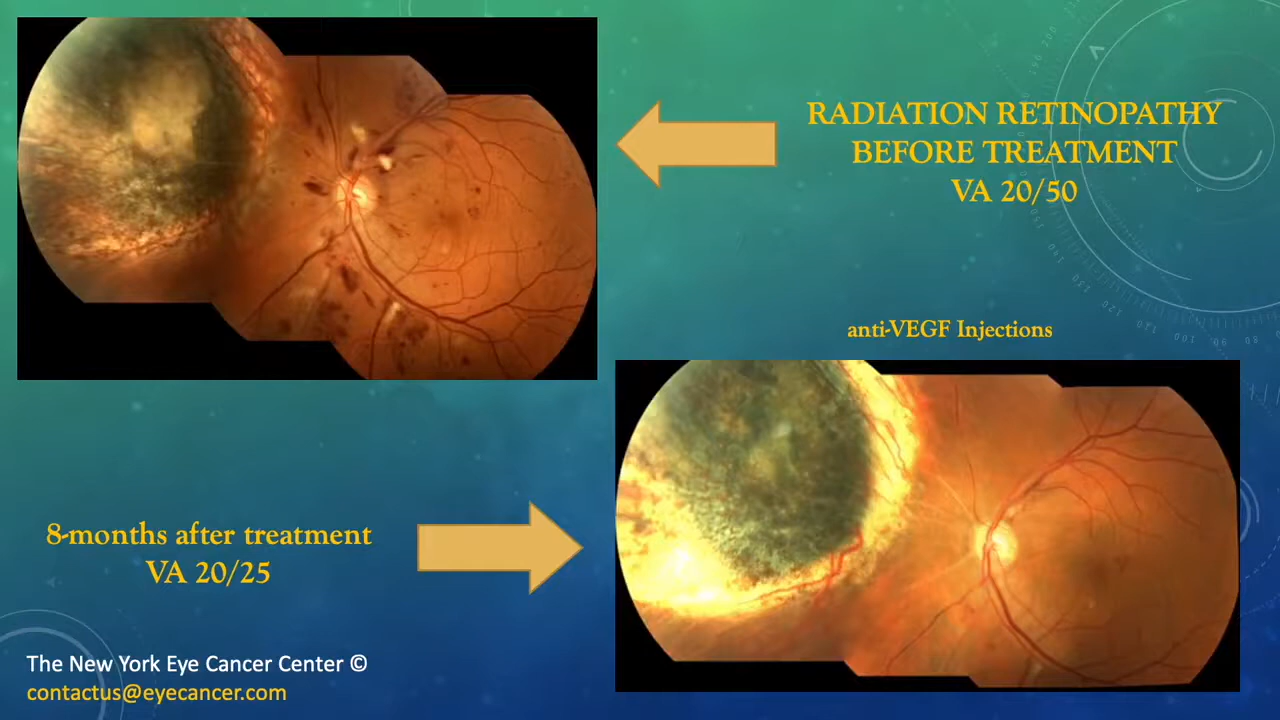 RADIATION RETINOPATHY
BEFORE TREATMENT
VA 20/50
anti-VEGF Injections
8-months after treatment
VA 20/25
The New York Eye Cancer Center ©
contactus@eyecancer.com